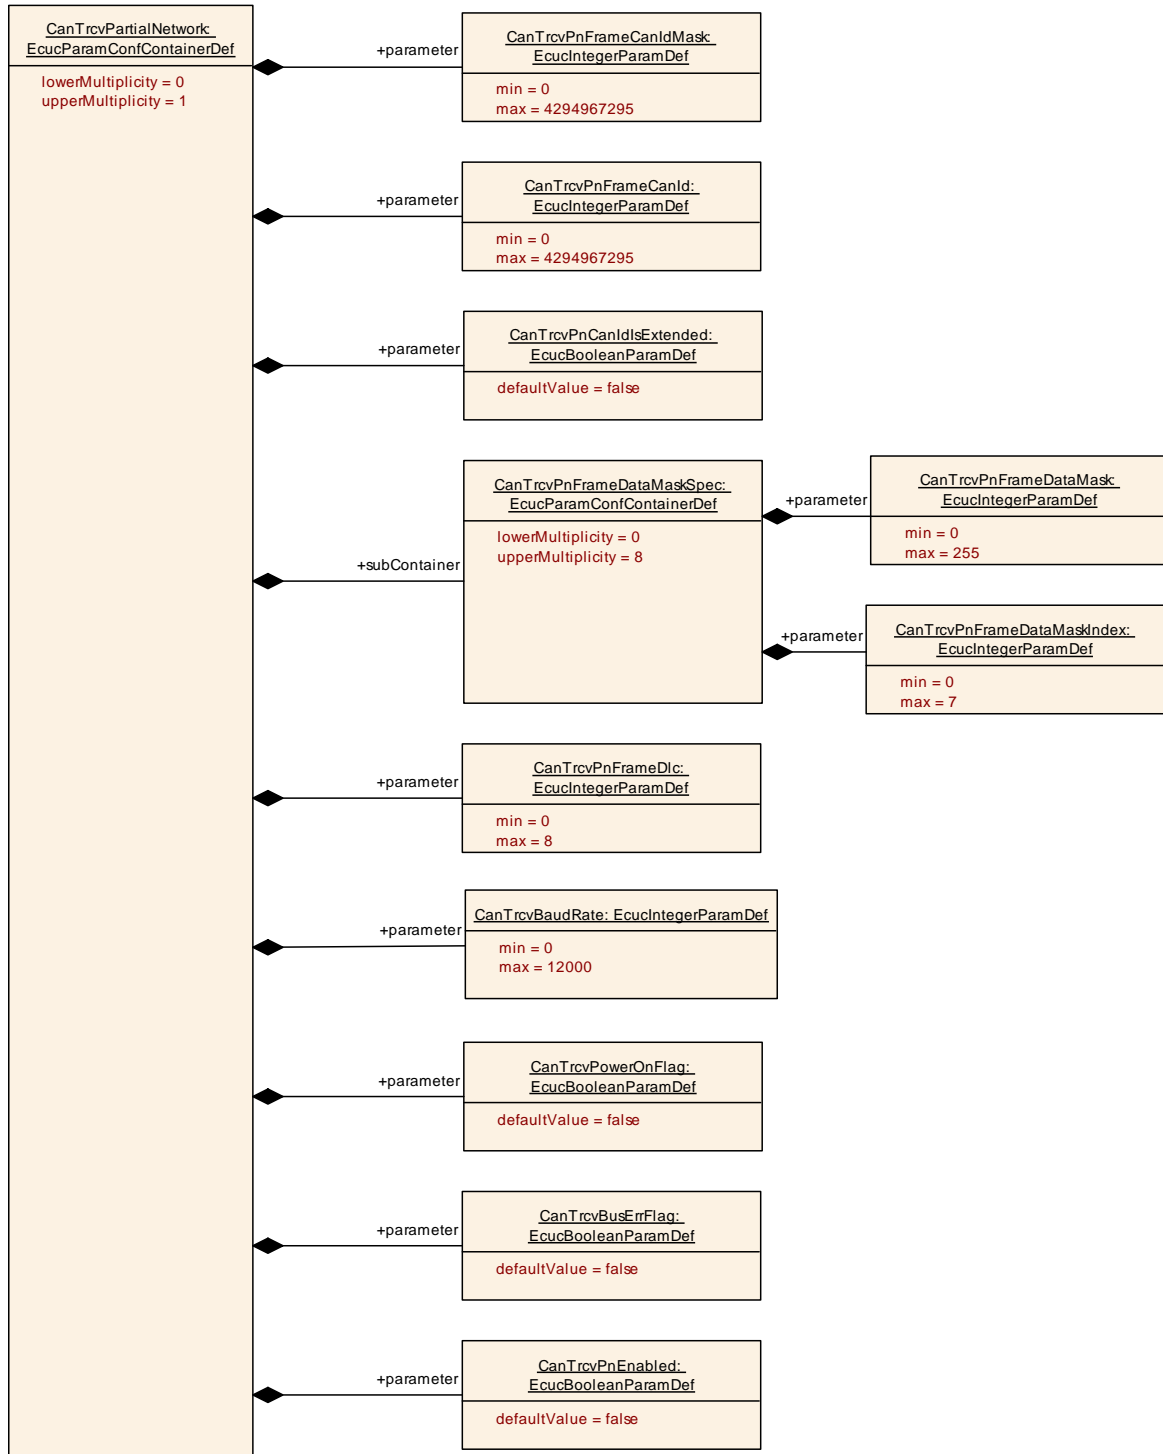 CanTrcvPartialNetwork:
EcucParamConfContainerDef
lowerMultiplicity = 0
upperMultiplicity = 1
+parameter
CanTrcvPnFrameCanIdMask:
EcucIntegerParamDef
min = 0
max = 4294967295
+parameter
CanTrcvPnFrameCanId:
EcucIntegerParamDef
min = 0
max = 4294967295
+parameter
CanTrcvPnCanIdIsExtended:
EcucBooleanParamDef
defaultValue = false
+subContainer
CanTrcvPnFrameDataMaskSpec:
EcucParamConfContainerDef
lowerMultiplicity = 0
upperMultiplicity = 8
+parameter
CanTrcvPnFrameDataMask:
EcucIntegerParamDef
min = 0
max = 255
+parameter
CanTrcvPnFrameDataMaskIndex:
EcucIntegerParamDef
min = 0
max = 7
+parameter
CanTrcvPnFrameDlc:
EcucIntegerParamDef
min = 0
max = 8
+parameter
CanTrcvBaudRate: EcucIntegerParamDef
min = 0
max = 12000
+parameter
CanTrcvPowerOnFlag:
EcucBooleanParamDef
defaultValue = false
+parameter
CanTrcvBusErrFlag:
EcucBooleanParamDef
defaultValue = false
+parameter
CanTrcvPnEnabled:
EcucBooleanParamDef
defaultValue = false